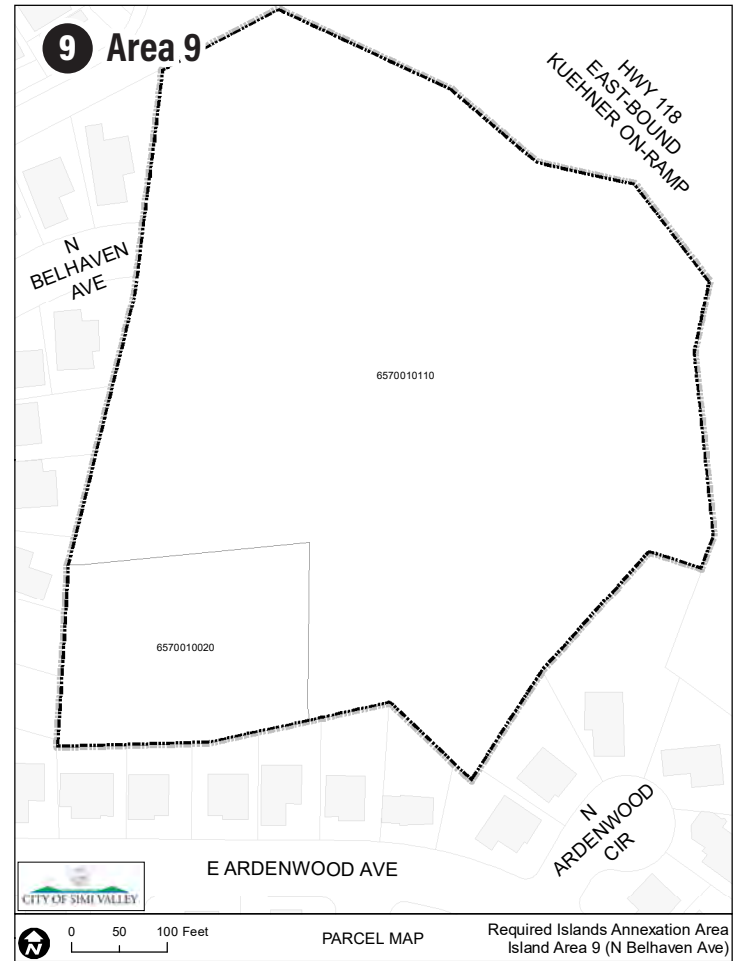 9 Area 9
HWY 118
EAST-BOUND
KUEHNER ON-RAMP
N
BELHAVEN
AVE
6570010110
6570010020
N
ARDENWOOD
CIR
E ARDENWOOD AVE
CITY OF SIMI VALLEY
N
0 50 100 Feet
PARCEL MAP
Required Islands Annexation Area
Island Area 9 (N Belhaven Ave)